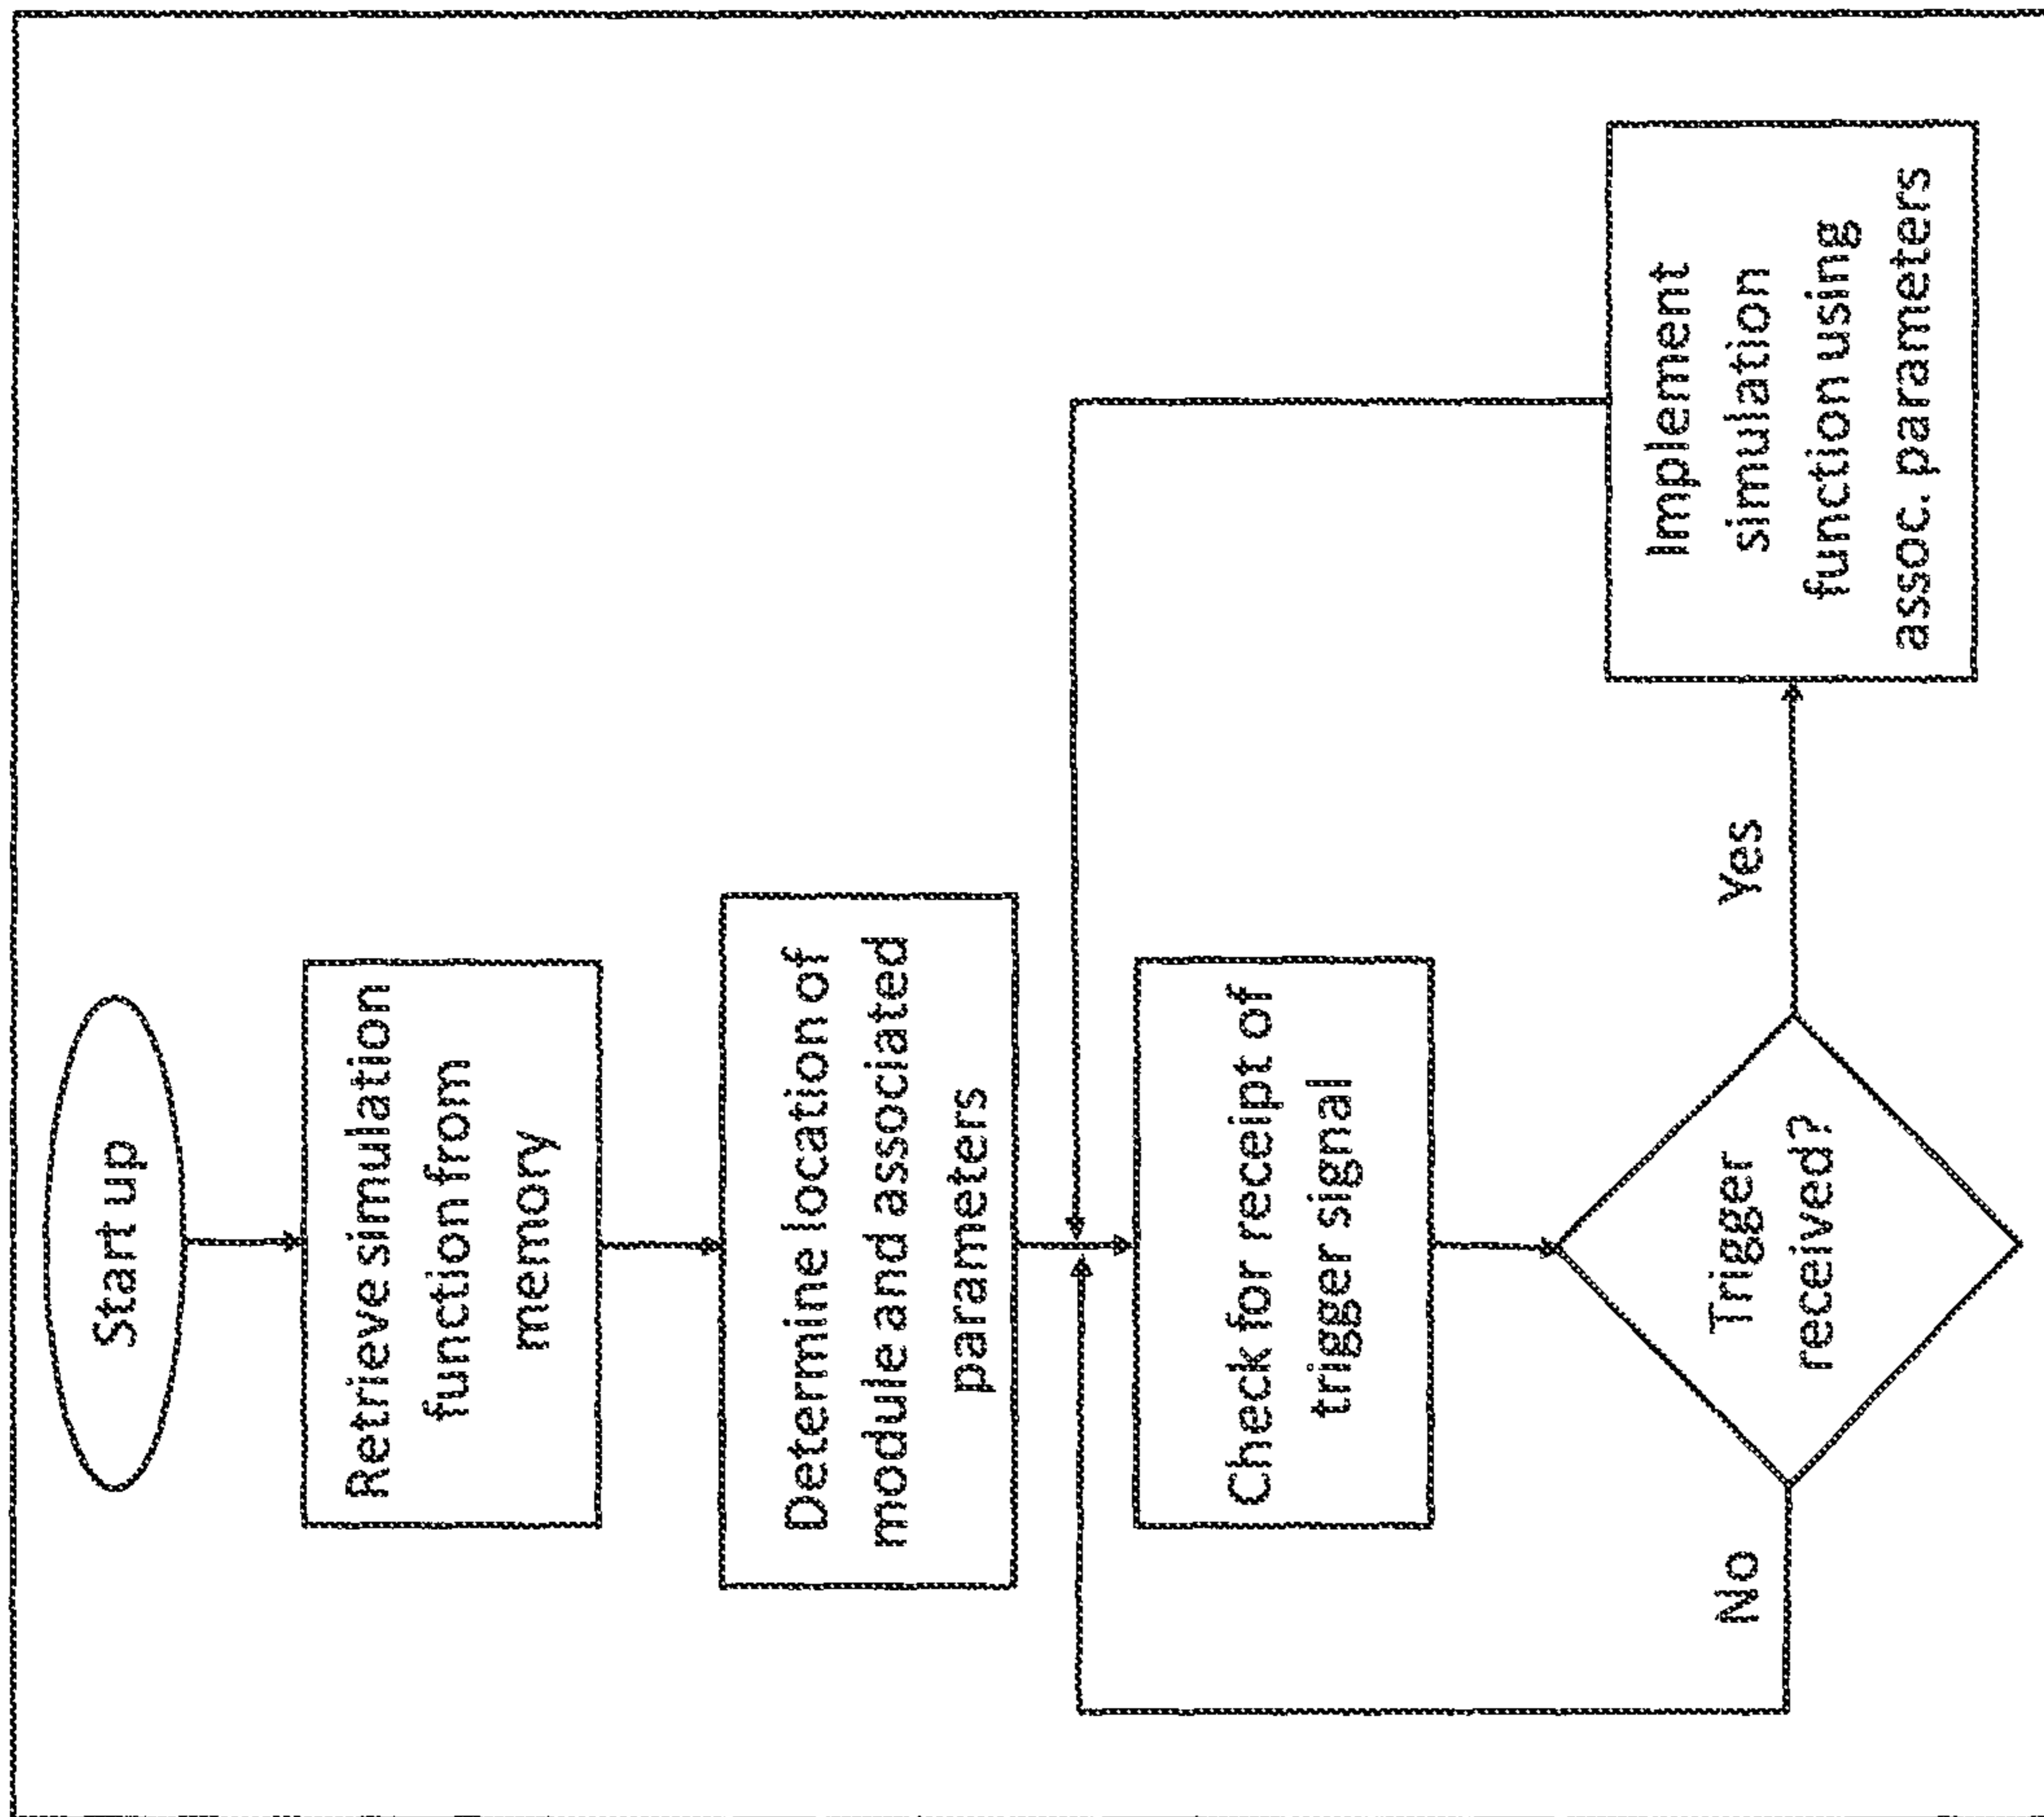 Start up
Retrieve simulation
function from
memory
Determine location of
module and associated
parameters
Check for receipt of
trigger signal
Trigger
received?
No
Yes
Implement
simulation
function using
assoc. parameters